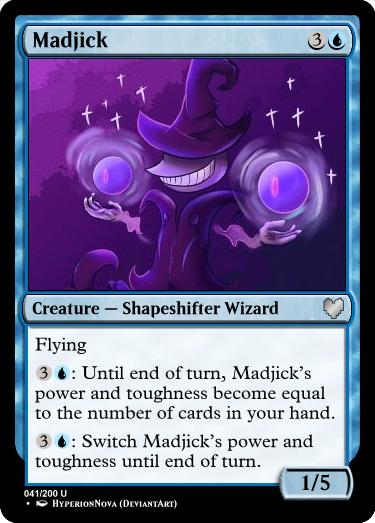 Madjick 3
Creature — Shapeshifter Wizard
Flying
3: Until end of turn, Madjick's
power and toughness become equal
to the number of cards in your hand.
3: Switch Madjick's power and
toughness until end of turn.
1/5
041/200 U
• HyperionNova (DeviantArt)